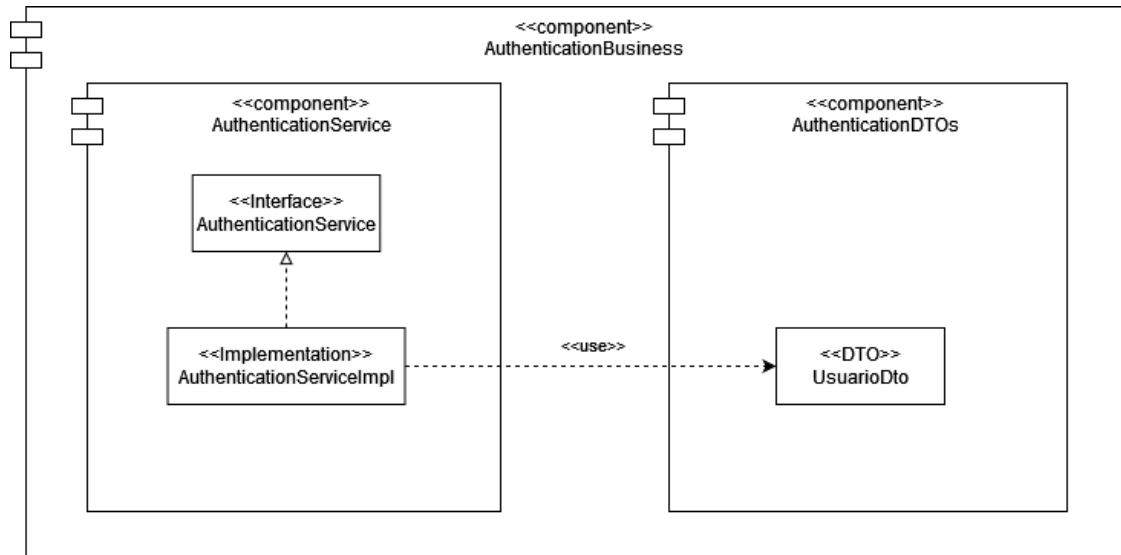 <<component>>
AuthenticationBusiness
<<component>>
AuthenticationService
<<component>>
AuthenticationDTOs
<<Interface>>
AuthenticationService
<<Implementation>>
AuthenticationServiceImpl
<<use>>
<<DTO>>
UsuarioDto